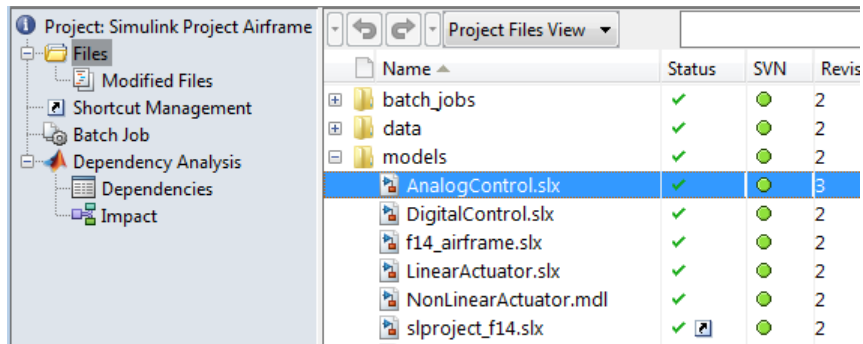 Project: Simulink Project Airframe
Files
Modified Files
Shortcut Management
Batch Job
Dependency Analysis
Dependencies
Impact
Project Files View
Name Status SVN Revis
batch_jobs 2
data 2
models 2
AnalogControl.slx 3
DigitalControl.slx 2
f14_airframe.slx 2
LinearActuator.slx 2
NonLinearActuator.mdl 2
slproject_f14.slx 2